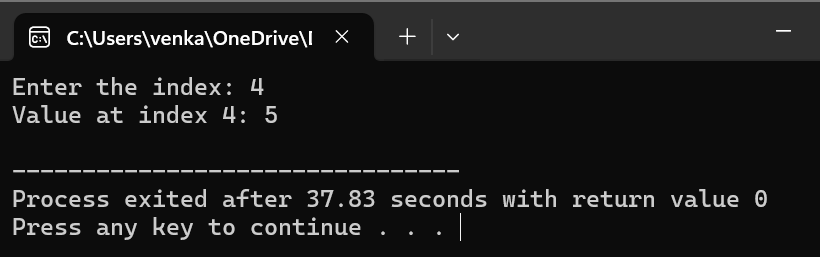 C:\Users\venka\OneDrive\I
Enter the index: 4
Value at index 4: 5
--------------------------------
Process exited after 37.83 seconds with return value 0
Press any key to continue . . .